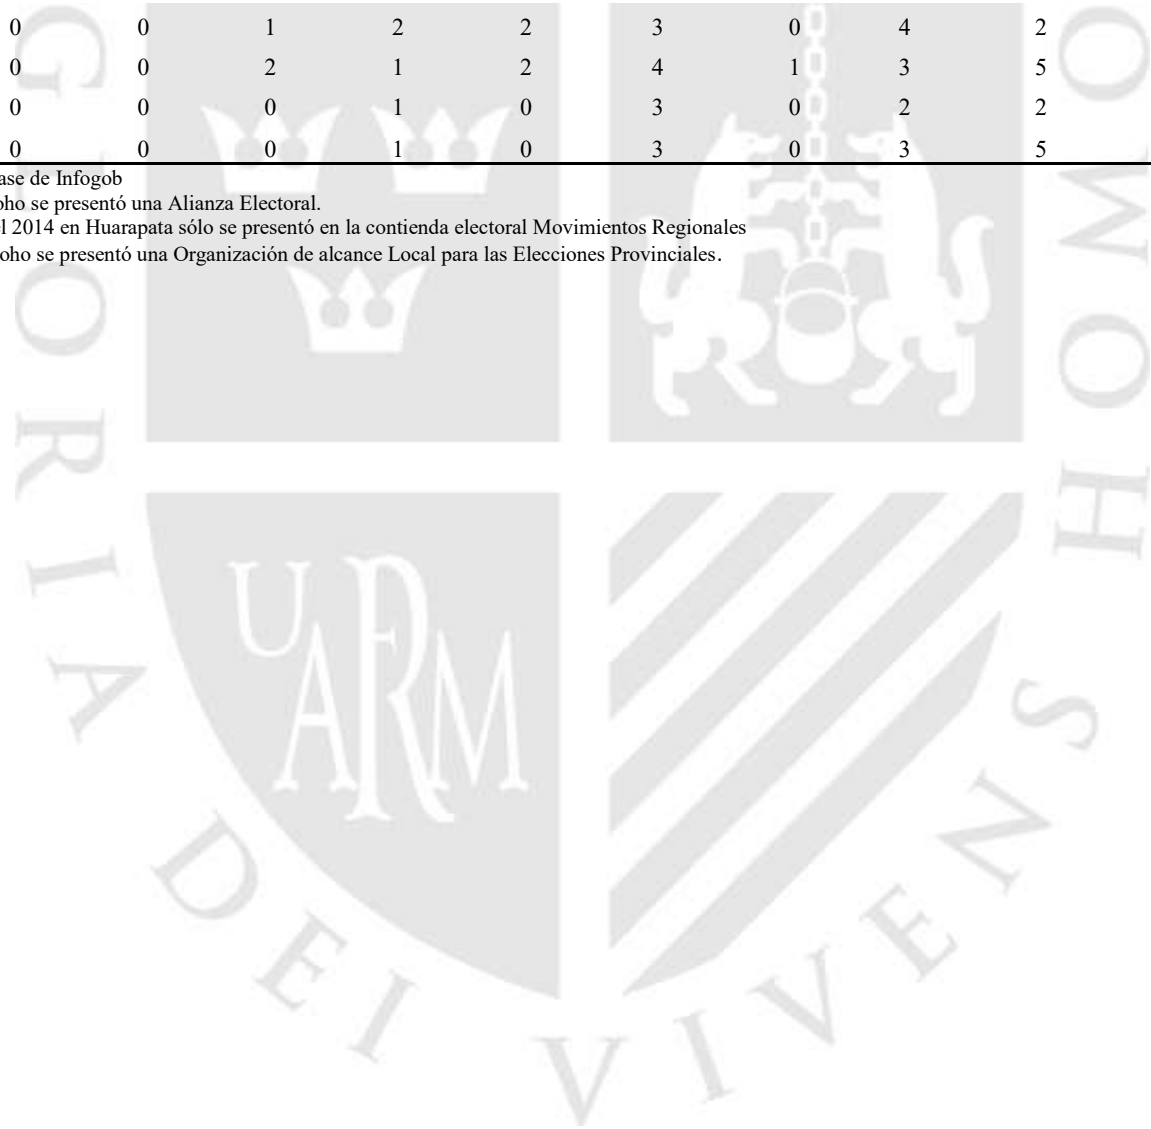 0 0 1 2 2 3 0 4 2
0 0 2 1 2 4 1 3 5
0 0 0 1 0 3 0 2 2
0 0 0 1 0 3 0 3 5
ase de Infogob
oho se presentó una Alianza Electoral.
el 2014 en Huarapata sólo se presentó en la contienda electoral Movimientos Regionales
oho se presentó una Organización de alcance Local para las Elecciones Provinciales.
G L O R I A D E I V I V E N S H O M O
UARM